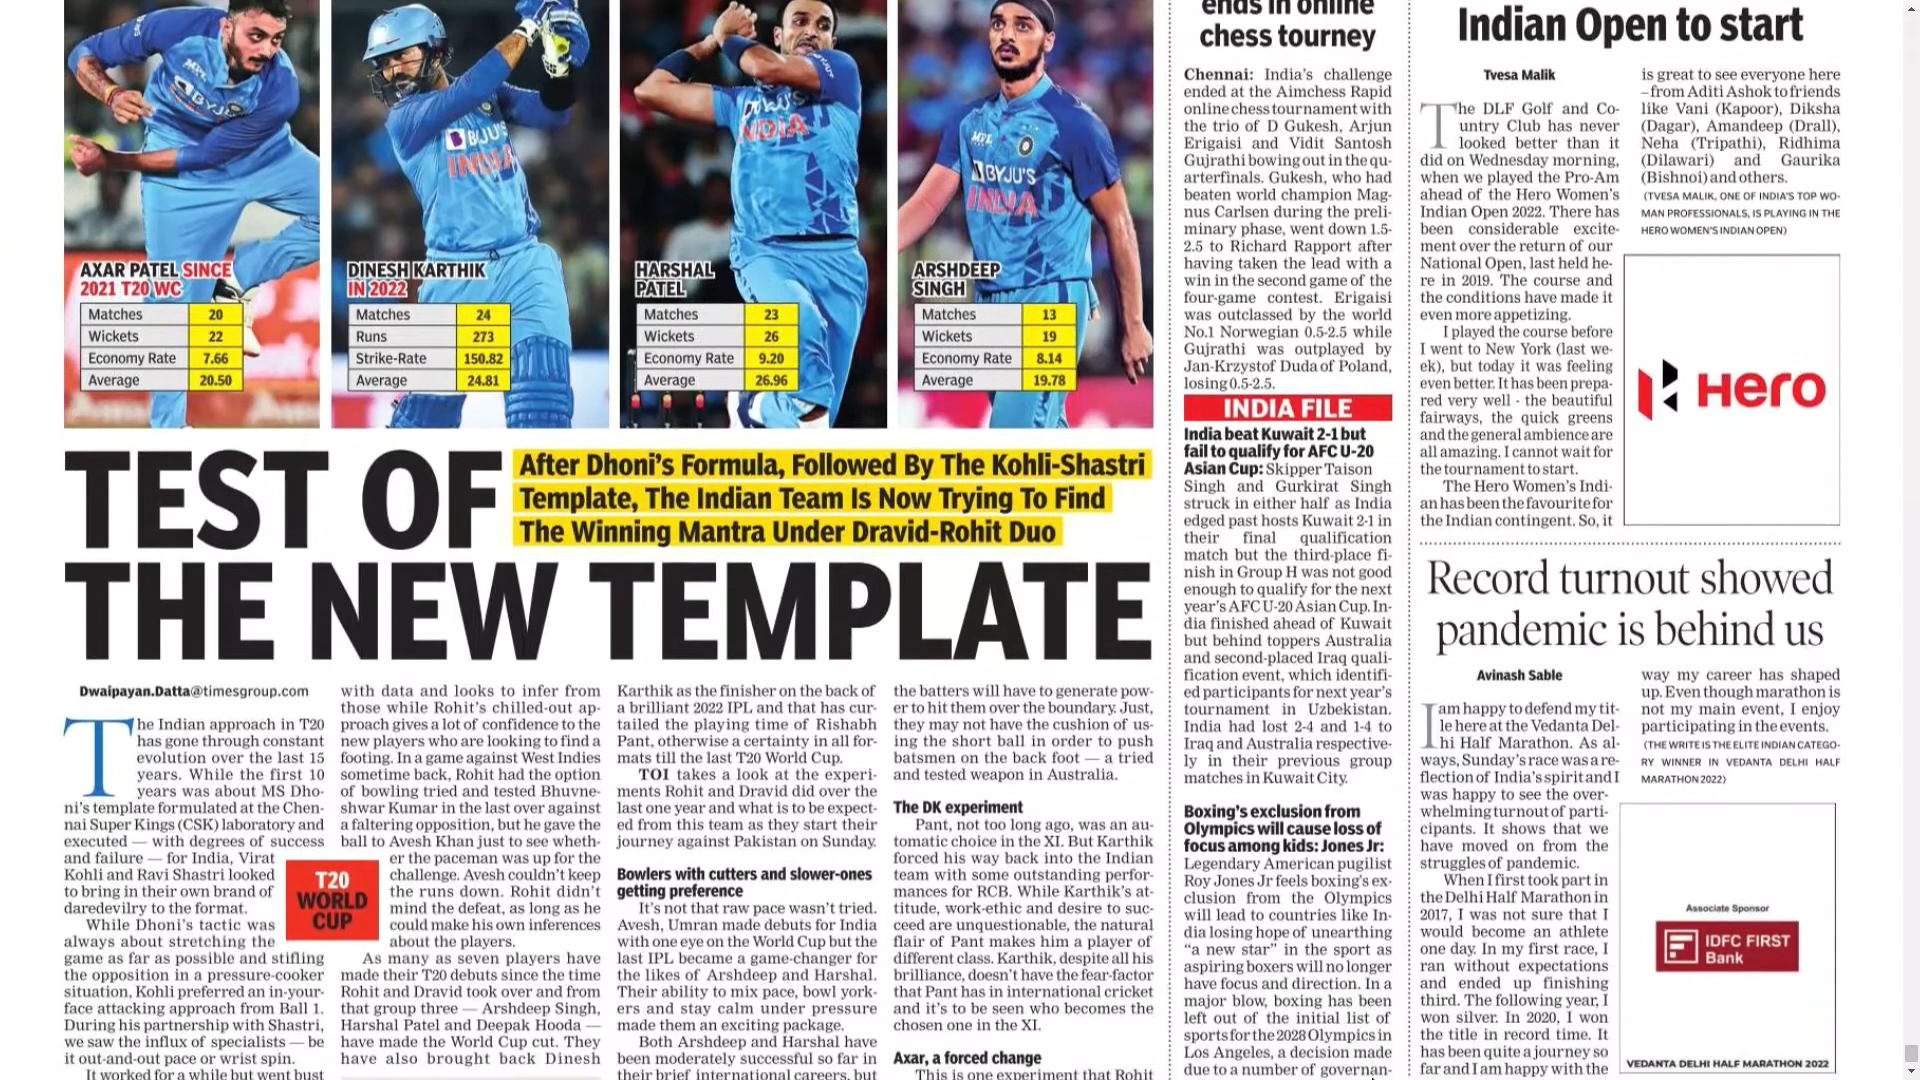 AXAR PATEL SINCE
2021 T20 WC
Matches 20
Wickets 22
Economy Rate 7.66
Average 20.50
DINESH KARTHIK
IN 2022
Matches 24
Runs 273
Strike-Rate 150.82
Average 24.81
HARSHAL
PATEL
Matches 23
Wickets 26
Economy Rate 9.20
Average 26.96
ARSHDEEP
SINGH
Matches 13
Wickets 19
Economy Rate 8.14
Average 19.78
TEST OF
THE NEW TEMPLATE
After Dhoni's Formula, Followed By The Kohli-Shastri
Template, The Indian Team Is Now Trying To Find
The Winning Mantra Under Dravid-Rohit Duo
Dwaipayan.Datta@timesgroup.com
The Indian approach in T20
has gone through constant
evolution over the last 15
years. While the first 10
years was about MS Dho-
ni's template formulated at the Chen-
nai Super Kings (CSK) laboratory and
executed — with degrees of success
and failure — for India, Virat
Kohli and Ravi Shastri looked
to bring in their own brand of
daredevilry to the format.
While Dhoni's tactic was
always about stretching the
game as far as possible and stifling
the opposition in a pressure-cooker
situation, Kohli preferred an in-your-
face attacking approach from Ball 1.
During his partnership with Shastri,
we saw the influx of specialists — be
it out-and-out pace or wrist spin.
It worked for a while but went bust
T20
WORLD
CUP
with data and looks to infer from
those while Rohit's chilled-out ap-
proach gives a lot of confidence to the
new players who are looking to find a
footing. In a game against West Indies
sometime back, Rohit had the option
of bowling tried and tested Bhuvne-
shwar Kumar in the last over against
a faltering opposition, but he gave the
ball to Avesh Khan just to see wheth-
er the paceman was up for the
challenge. Avesh couldn't keep
the runs down. Rohit didn't
mind the defeat, as long as he
could make his own inferences
about the players.
As many as seven players have
made their T20 debuts since the time
Rohit and Dravid took over and from
that group three — Arshdeep Singh,
Harshal Patel and Deepak Hooda —
have made the World Cup cut. They
have also brought back Dinesh
Karthik as the finisher on the back of
a brilliant 2022 IPL and that has cur-
tailed the playing time of Rishabh
Pant, otherwise a certainty in all for-
mats till the last T20 World Cup.
TOI takes a look at the experi-
ments Rohit and Dravid did over the
last one year and what is to be expect-
ed from this team as they start their
journey against Pakistan on Sunday.
Bowlers with cutters and slower-ones
getting preference
It's not that raw pace wasn't tried.
Avesh, Umran made debuts for India
with one eye on the World Cup but the
last IPL became a game-changer for
the likes of Arshdeep and Harshal.
Their ability to mix pace, bowl york-
ers and stay calm under pressure
made them an exciting package.
Both Arshdeep and Harshal have
been moderately successful so far in
their brief international careers, but
the batters will have to generate pow-
er to hit them over the boundary. Just,
they may not have the cushion of us-
ing the short ball in order to push
batsmen on the back foot — a tried
and tested weapon in Australia.
The DK experiment
Pant, not too long ago, was an au-
tomatic choice in the XI. But Karthik
forced his way back into the Indian
team with some outstanding perfor-
mances for RCB. While Karthik's at-
titude, work-ethic and desire to suc-
ceed are unquestionable, the natural
flair of Pant makes him a player of
different class. Karthik, despite all his
brilliance, doesn't have the fear-factor
that Pant has in international cricket
and it's to be seen who becomes the
chosen one in the XI.
Axar, a forced change
This is one experiment that Rohit
ends in online
chess tourney
Chennai: India's challenge
ended at the Aimchess Rapid
online chess tournament with
the trio of D Gukesh, Arjun
Erigaisi and Vidit Santosh
Gujrathi bowing out in the qu-
arterfinals. Gukesh, who had
beaten world champion Mag-
nus Carlsen during the preli-
minary phase, went down 1.5-
2.5 to Richard Rapport after
having taken the lead with a
win in the second game of the
four-game contest. Erigaisi
was outclassed by the world
No.1 Norwegian 0.5-2.5 while
Gujrathi was outplayed by
Jan-Krzystof Duda of Poland,
losing 0.5-2.5.
INDIA FILE
India beat Kuwait 2-1 but
fail to qualify for AFC U-20
Asian Cup: Skipper Taison
Singh and Gurkirat Singh
struck in either half as India
edged past hosts Kuwait 2-1 in
their final qualification
match but the third-place fi-
nish in Group H was not good
enough to qualify for the next
year's AFC U-20 Asian Cup. In-
dia finished ahead of Kuwait
but behind toppers Australia
and second-placed Iraq quali-
fication event, which identifi-
ed participants for next year's
tournament in Uzbekistan.
India had lost 2-4 and 1-4 to
Iraq and Australia respective-
ly in their previous group
matches in Kuwait City.
Boxing's exclusion from
Olympics will cause loss of
focus among kids: Jones Jr:
Legendary American pugilist
Roy Jones Jr feels boxing's ex-
clusion from the Olympics
will lead to countries like In-
dia losing hope of unearthing
"a new star" in the sport as
aspiring boxers will no longer
have focus and direction. In a
major blow, boxing has been
left out of the initial list of
sports for the 2028 Olympics in
Los Angeles, a decision made
due to a number of governan-
Indian Open to start
Tvesa Malik
The DLF Golf and Co-
untry Club has never
looked better than it
did on Wednesday morning,
when we played the Pro-Am
ahead of the Hero Women's
Indian Open 2022. There has
been considerable excite-
ment over the return of our
National Open, last held he-
re in 2019. The course and
the conditions have made it
even more appetizing.
I played the course before
I went to New York (last we-
ek), but today it was feeling
even better. It has been prepa-
red very well - the beautiful
fairways, the quick greens
and the general ambience are
all amazing. I cannot wait for
the tournament to start.
The Hero Women's Indi-
an has been the favourite for
the Indian contingent. So, it
is great to see everyone here
–from Aditi Ashok to friends
like Vani (Kapoor), Diksha
(Dagar), Amandeep (Drall),
Neha (Tripathi), Ridhima
(Dilawari) and Gaurika
(Bishnoi) and others.
(TVESA MALIK, ONE OF INDIA'S TOP WO-
MAN PROFESSIONALS, IS PLAYING IN THE
HERO WOMEN'S INDIAN OPEN)
Hero
Record turnout showed
pandemic is behind us
Avinash Sable
I am happy to defend my tit-
le here at the Vedanta Del-
hi Half Marathon. As al-
ways, Sunday's race was a re-
flection of India's spirit and I
was happy to see the over-
whelming turnout of parti-
cipants. It shows that we
have moved on from the
struggles of pandemic.
When I first took part in
the Delhi Half Marathon in
2017, I was not sure that I
would become an athlete
one day. In my first race, I
ran without expectations
and ended up finishing
third. The following year, I
won silver. In 2020, I won
the title in record time. It
has been quite a journey so
far and I am happy with the
way my career has shaped
up. Even though marathon is
not my main event, I enjoy
participating in the events.
(THE WRITE IS THE ELITE INDIAN CATEGO-
RY WINNER IN VEDANTA DELHI HALF
MARATHON 2022)
Associate Sponsor
IDFC FIRST
Bank
VEDANTA DELHI HALF MARATHON 2022